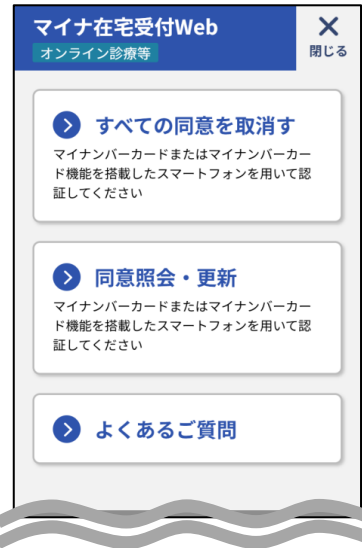 マイナ在宅受付Web
オンライン診療等
閉じる
すべての同意を取消す
マイナンバーカードまたはマイナンバーカー
ド機能を搭載したスマートフォンを用いて認
証してください
同意照会・更新
マイナンバーカードまたはマイナンバーカー
ド機能を搭載したスマートフォンを用いて認
証してください
よくあるご質問